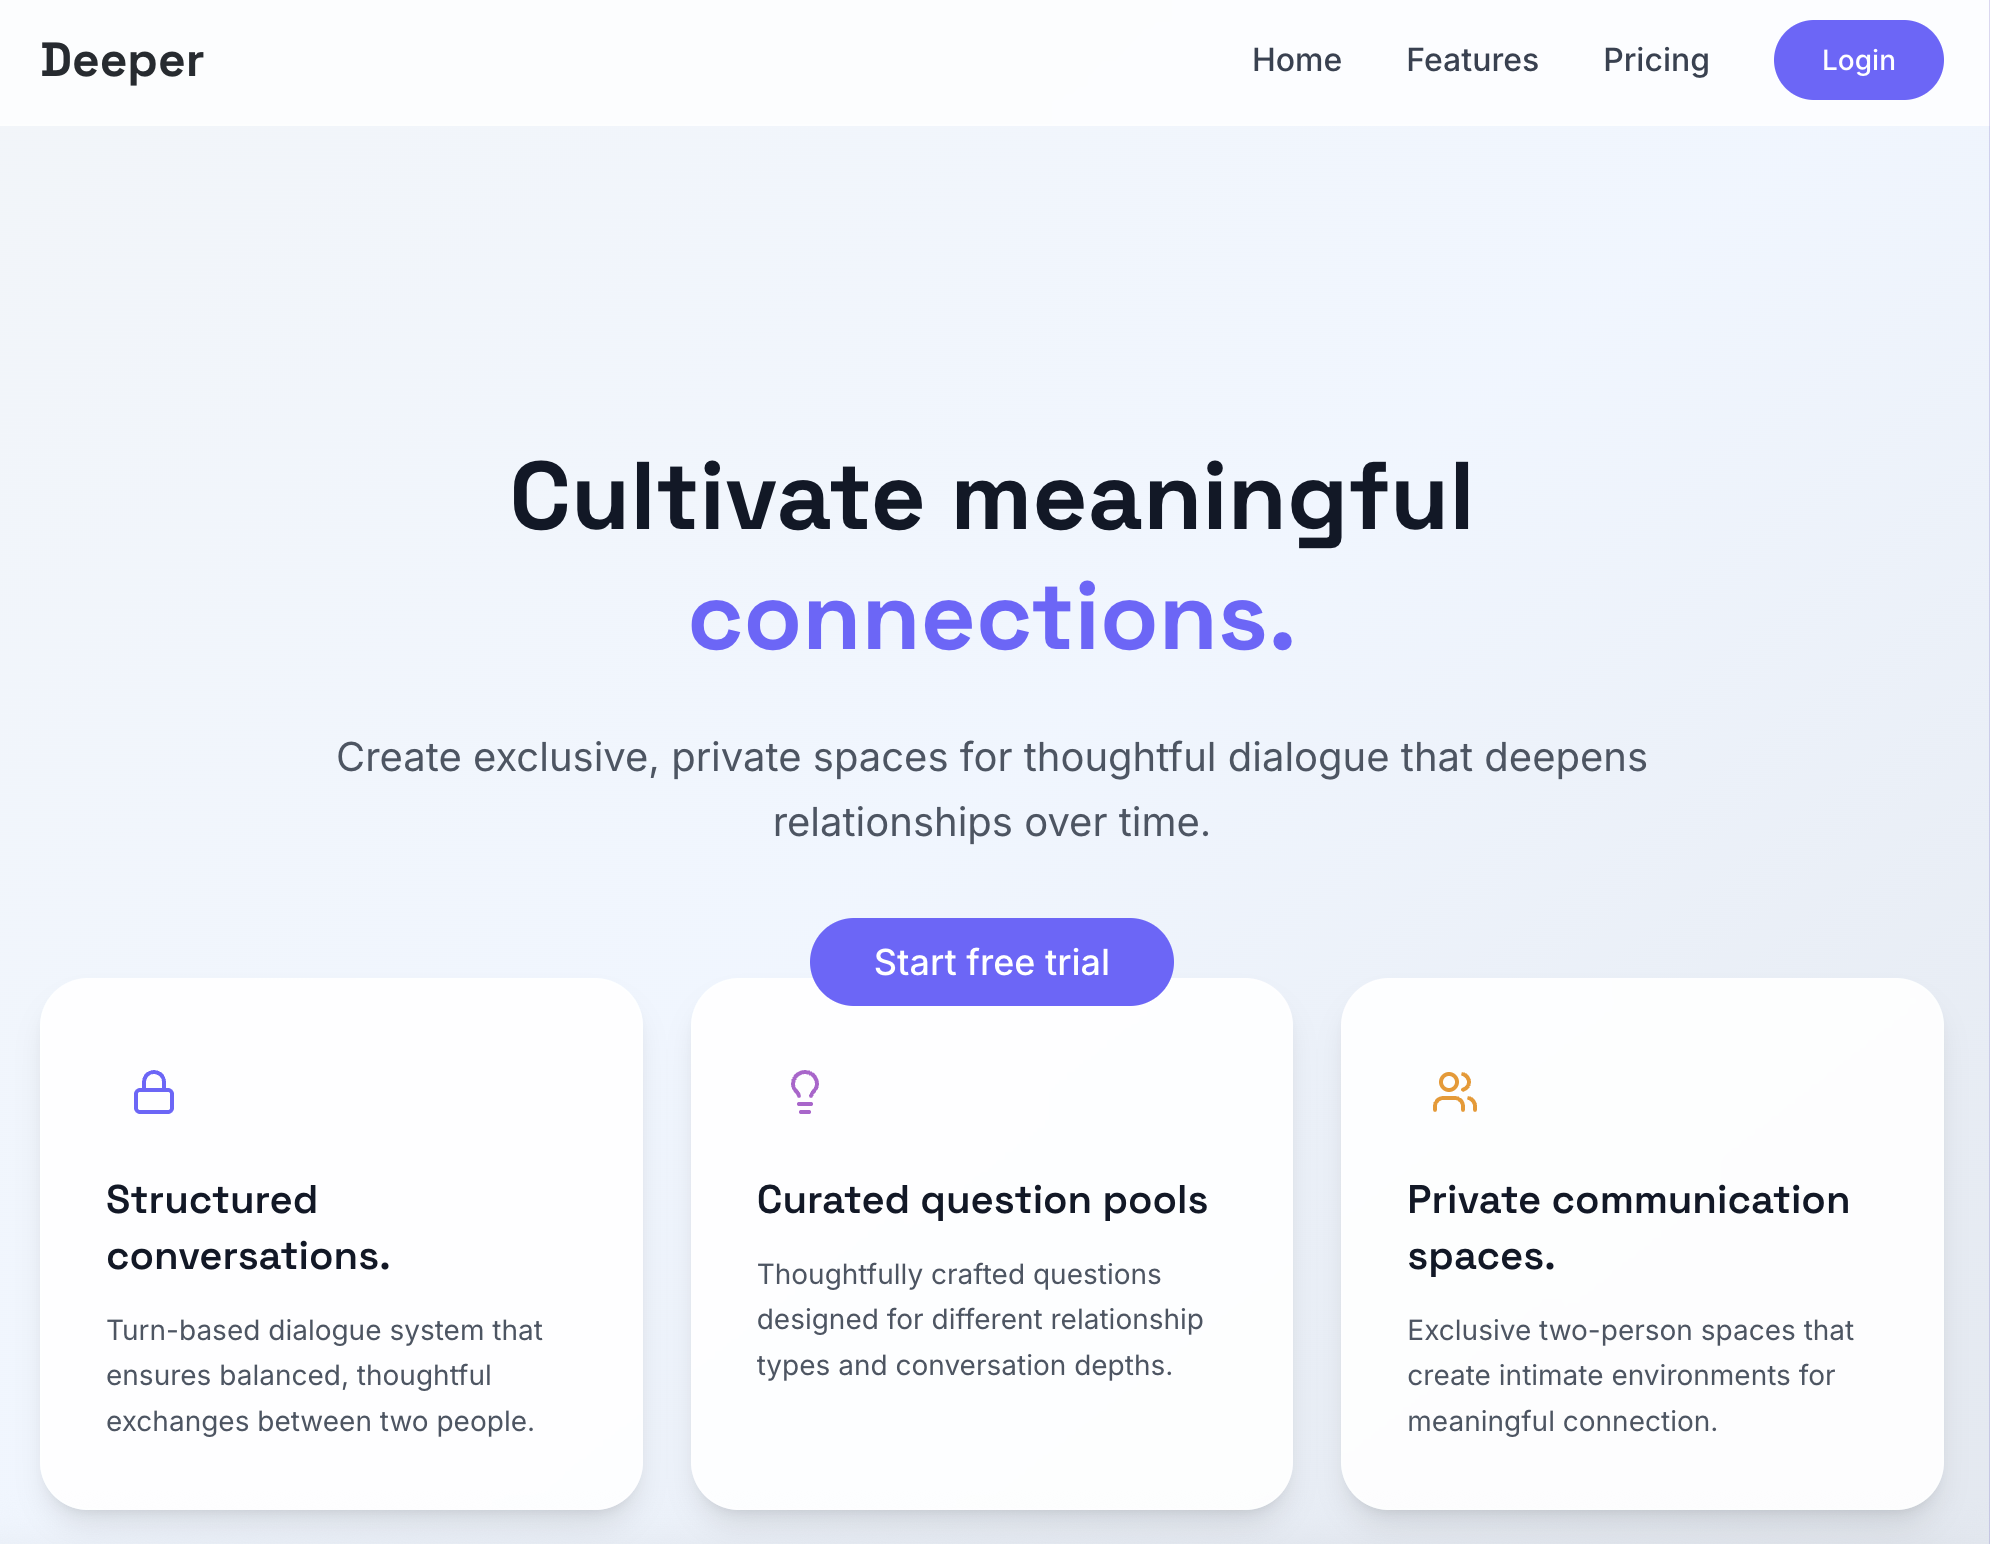 Deeper
Home Features Pricing Login
Cultivate meaningful
connections.
Create exclusive, private spaces for thoughtful dialogue that deepens
relationships over time.
Start free trial
Structured
conversations.
Turn-based dialogue system that
ensures balanced, thoughtful
exchanges between two people.
Curated question pools
Thoughtfully crafted questions
designed for different relationship
types and conversation depths.
Private communication
spaces.
Exclusive two-person spaces that
create intimate environments for
meaningful connection.